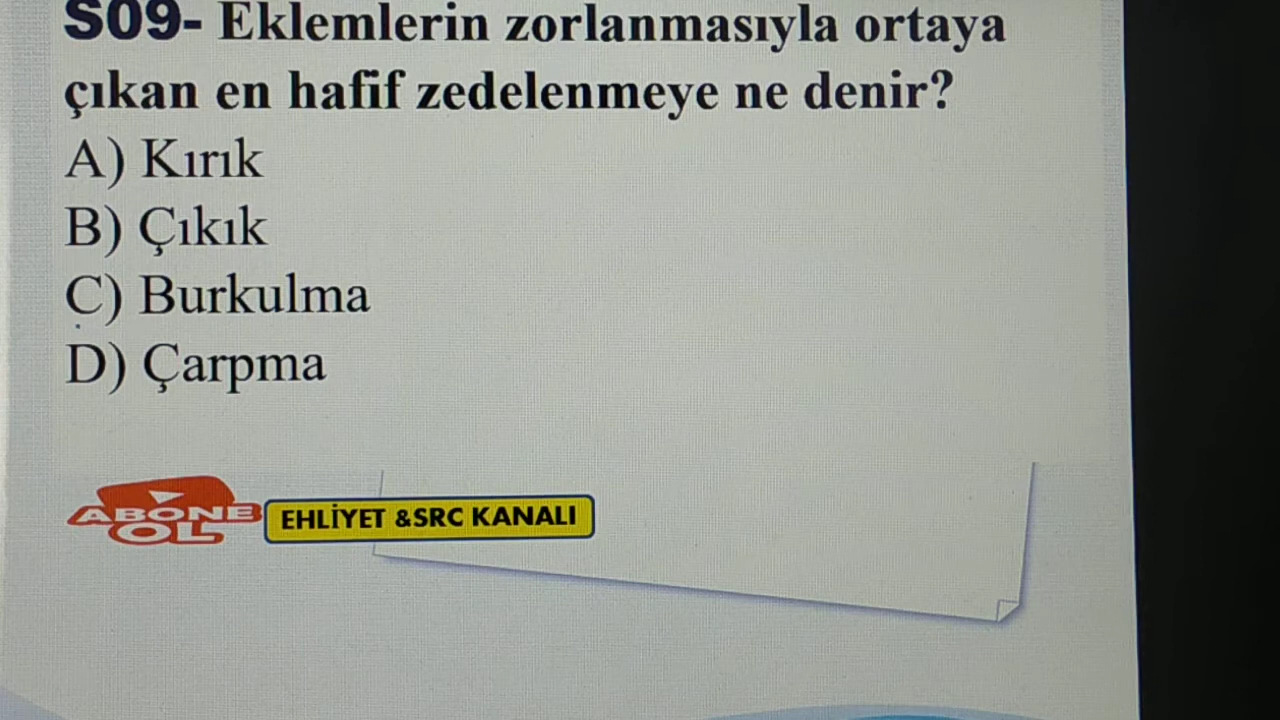 S09- Eklemlerin zorlanmasıyla ortaya
çıkan en hafif zedelenmeye ne denir?
A) Kırık
B) Çıkık
C) Burkulma
D) Çarpma
ABONE
OL
EHLİYET &SRC KANALI